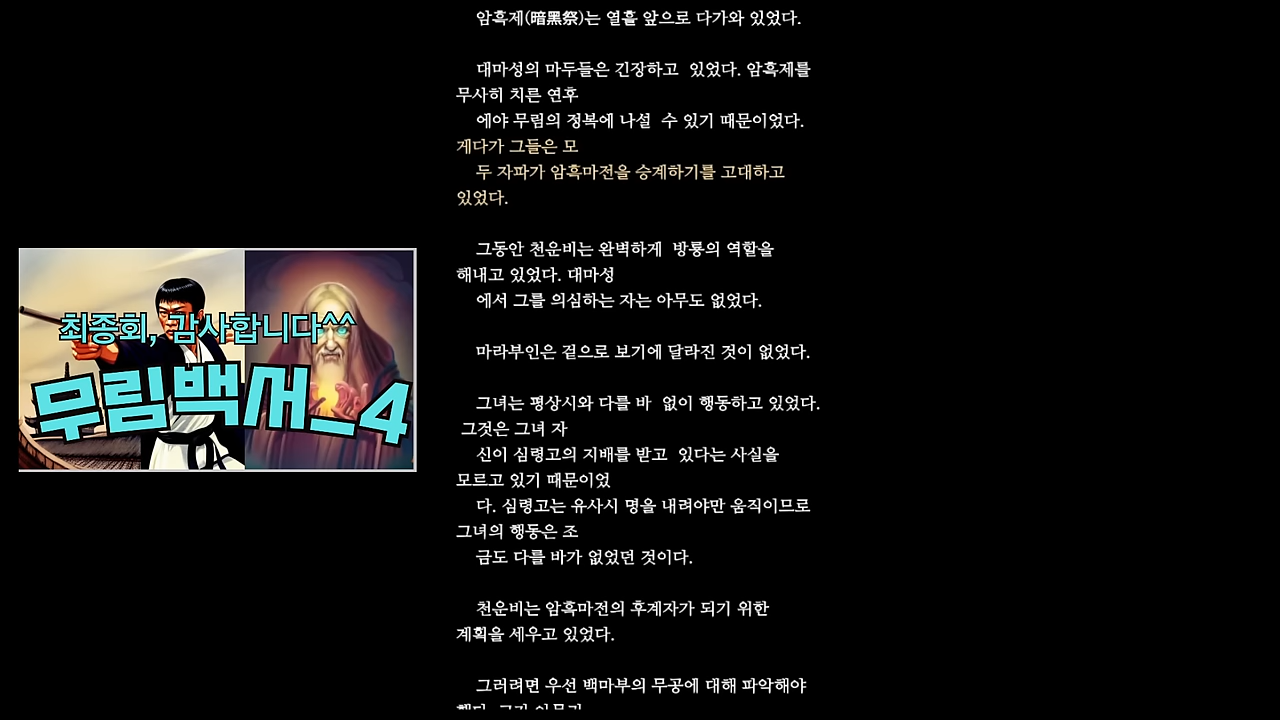 최종회, 감사합니다^^
무림백서_4
암흑제(暗黑祭)는 열흘 앞으로 다가와 있었다.
대마성의 마두들은 긴장하고 있었다. 암흑제를
무사히 치른 연후
에야 무림의 정복에 나설 수 있기 때문이었다.
게다가 그들은 모
두 자파가 암흑마전을 승계하기를 고대하고
있었다.
그동안 천운비는 완벽하게 방룡의 역할을
해내고 있었다. 대마성
에서 그를 의심하는 자는 아무도 없었다.
마라부인은 겉으로 보기에 달라진 것이 없었다.
그녀는 평상시와 다를 바 없이 행동하고 있었다.
그것은 그녀 자
신이 심령고의 지배를 받고 있다는 사실을
모르고 있기 때문이었
다. 심령고는 유사시 명을 내려야만 움직이므로
그녀의 행동은 조
금도 다를 바가 없었던 것이다.
천운비는 암흑마전의 후계자가 되기 위한
계획을 세우고 있었다.
그러려면 우선 백마부의 무공에 대해 파악해야